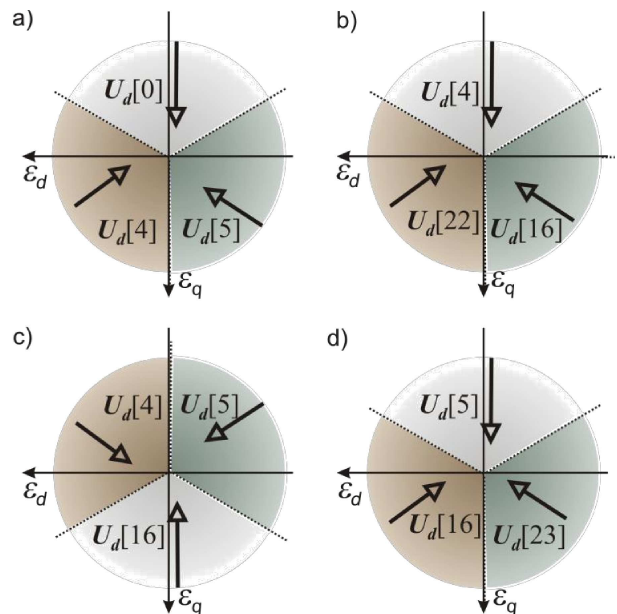 a)
U_d[0]
ε_d
U_d[4]
U_d[5]
ε_q
b)
U_d[4]
ε_d
U_d[22]
U_d[16]
ε_q
c)
U_d[4]
U_d[5]
ε_d
U_d[16]
ε_q
d)
U_d[5]
ε_d
U_d[16]
U_d[23]
ε_q